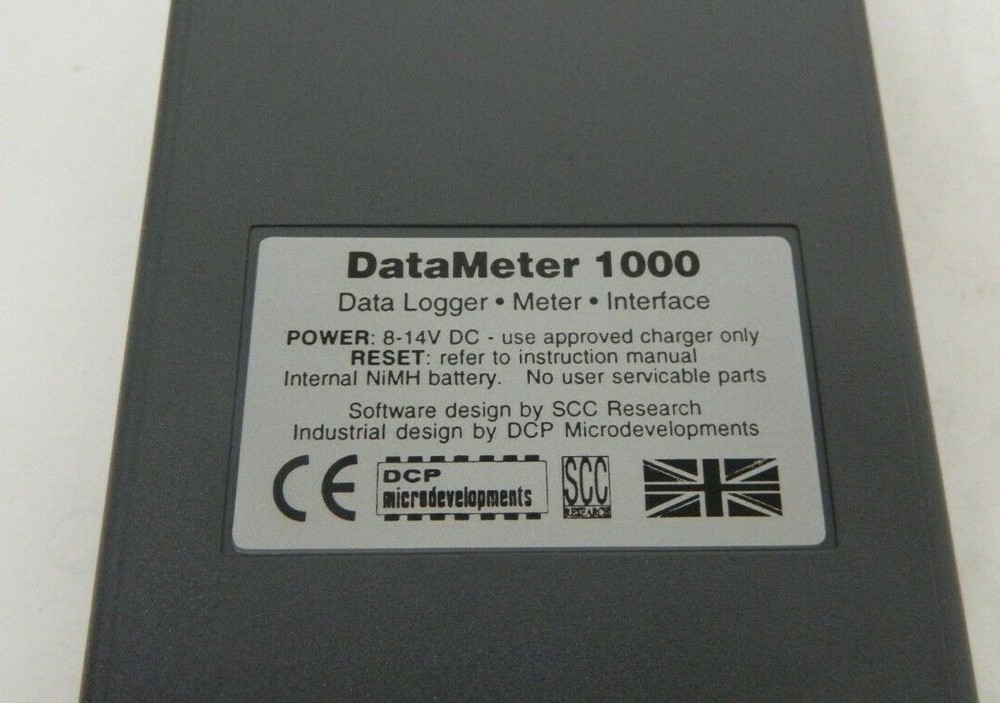 DataMeter 1000
Data Logger • Meter • Interface
POWER: 8-14V DC - use approved charger only
RESET: refer to instruction manual
Internal NiMH battery. No user servicable parts
Software design by SCC Research
Industrial design by DCP Microdevelopments
CE DCP SCC
microdevelopments RESEARCH